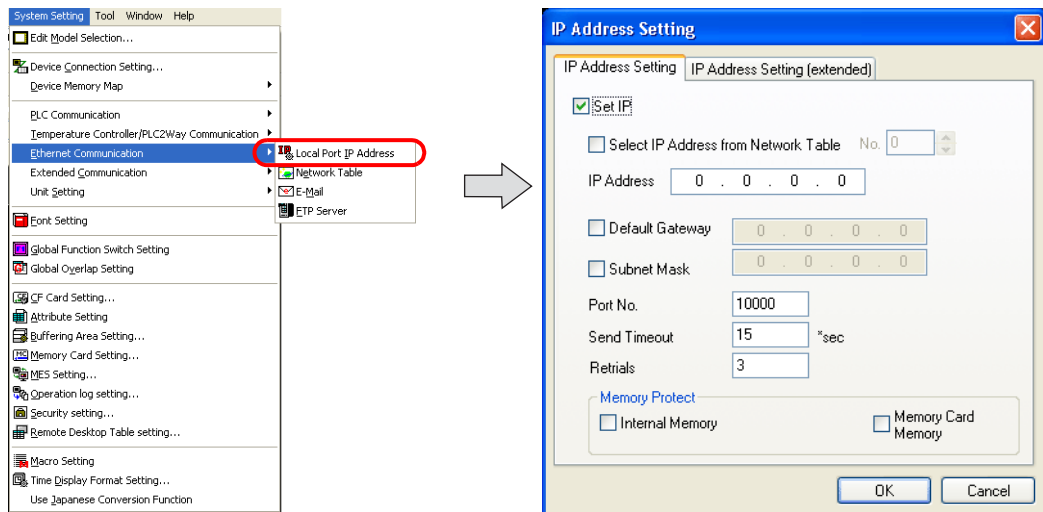 System Setting Tool Window Help
Edit Model Selection...
Device Connection Setting...
Device Memory Map
PLC Communication
Temperature Controller/PLC2Way Communication
Ethernet Communication
Extended Communication
Unit Setting
Font Setting
Global Function Switch Setting
Global Overlap Setting
CF Card Setting...
Attribute Setting
Buffering Area Setting...
Memory Card Setting...
MES Setting...
Operation log setting...
Security setting...
Remote Desktop Table setting...
Macro Setting
Time Display Format Setting...
Use Japanese Conversion Function
Local Port IP Address
Network Table
E-Mail
FTP Server
IP Address Setting
IP Address Setting IP Address Setting (extended)
Set IP
Select IP Address from Network Table No. 0
IP Address 0 . 0 . 0 . 0
Default Gateway 0 . 0 . 0 . 0
Subnet Mask 0 . 0 . 0 . 0
Port No. 10000
Send Timeout 15 *sec
Retrials 3
Memory Protect
Internal Memory
Memory Card
Memory
OK Cancel